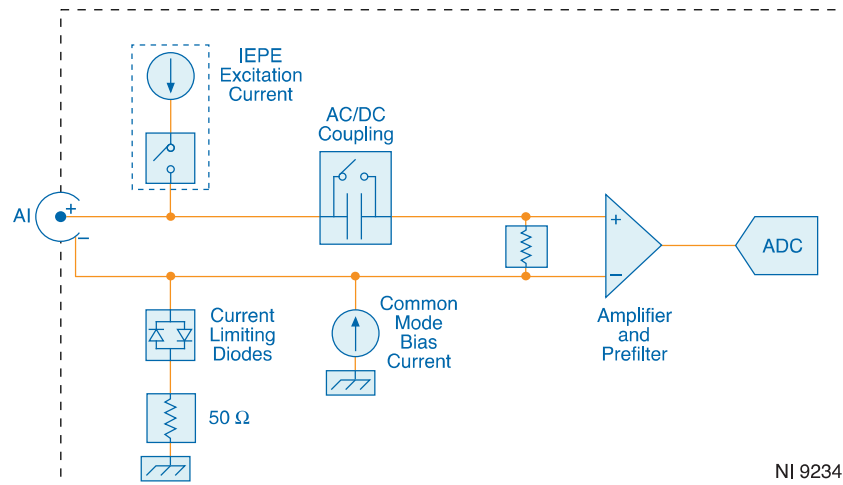 IEPE
Excitation
Current
AC/DC
Coupling
AI
+
−
+
−
ADC
Current
Limiting
Diodes
Common
Mode
Bias
Current
Amplifier
and
Prefilter
50 Ω
NI 9234